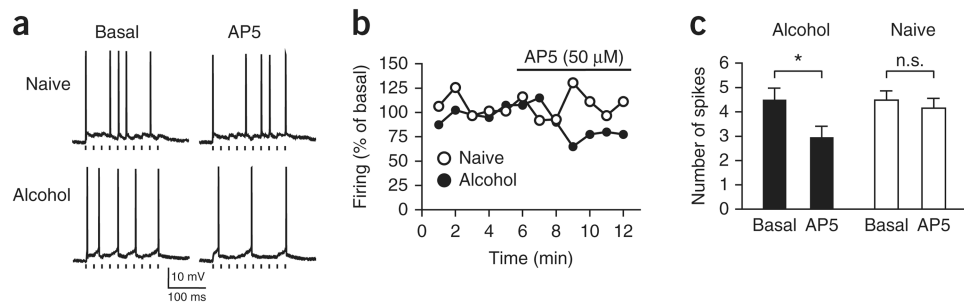 a
Basal AP5
Naive
Alcohol
10 mV
100 ms
b
AP5 (50 μM)
Firing (% of basal)
150
125
100
75
50
25
0
Naive
Alcohol
0 2 4 6 8 10 12
Time (min)
c
Alcohol Naive
* n.s.
Number of spikes
6
5
4
3
2
1
0
Basal AP5 Basal AP5